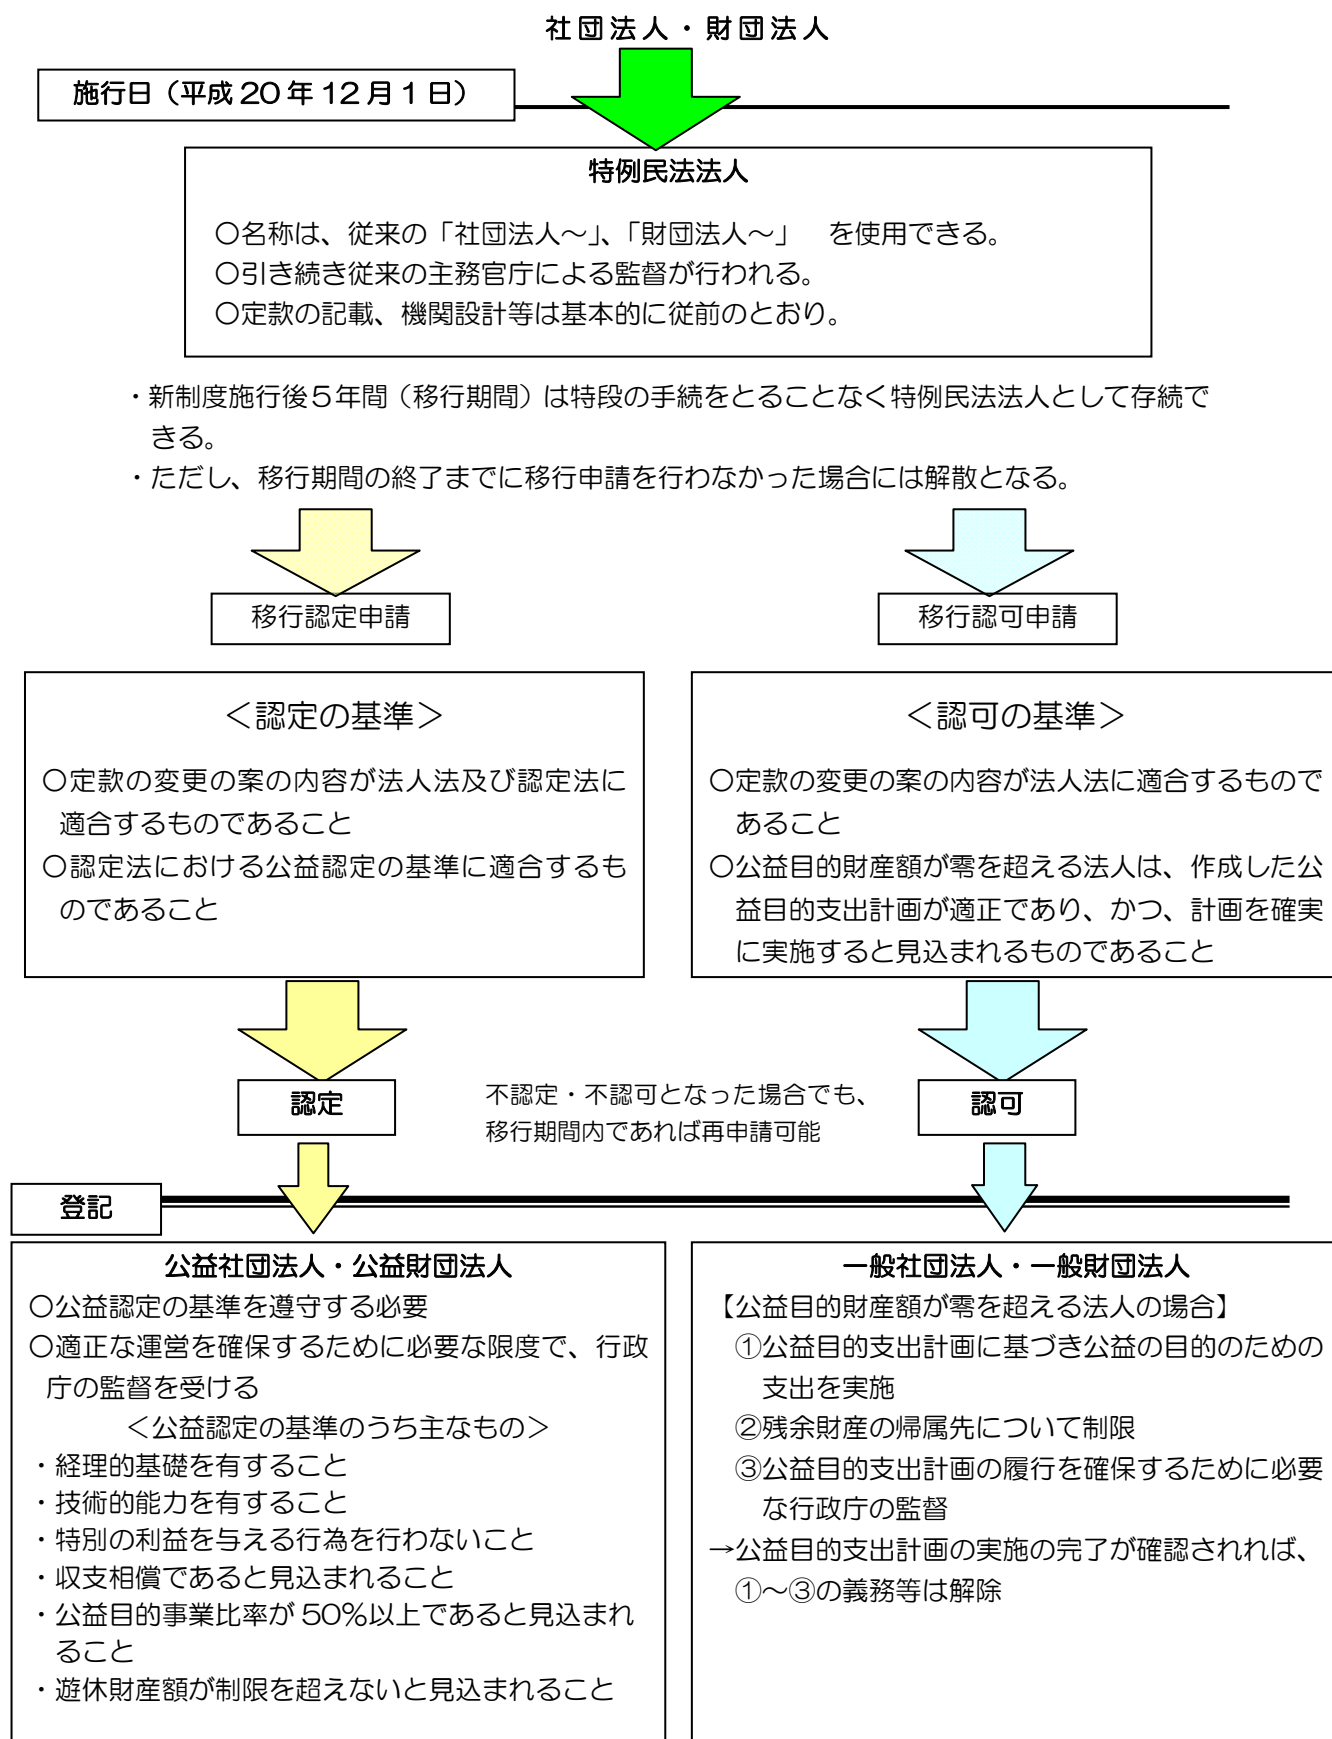 社団法人・財団法人
施行日（平成20年12月1日）
特例民法法人
○名称は、従来の「社団法人～」、「財団法人～」　を使用できる。
○引き続き従来の主務官庁による監督が行われる。
○定款の記載、機関設計等は基本的に従前のとおり。
・新制度施行後５年間（移行期間）は特段の手続をとることなく特例民法法人として存続で
きる。
・ただし、移行期間の終了までに移行申請を行わなかった場合には解散となる。
移行認定申請
移行認可申請
＜認定の基準＞
○定款の変更の案の内容が法人法及び認定法に
適合するものであること
○認定法における公益認定の基準に適合するも
のであること
＜認可の基準＞
○定款の変更の案の内容が法人法に適合するもので
あること
○公益目的財産額が零を超える法人は、作成した公
益目的支出計画が適正であり、かつ、計画を確実
に実施すると見込まれるものであること
認定
不認定・不認可となった場合でも、
移行期間内であれば再申請可能
認可
登記
公益社団法人・公益財団法人
○公益認定の基準を遵守する必要
○適正な運営を確保するために必要な限度で、行政
庁の監督を受ける
＜公益認定の基準のうち主なもの＞
・経理的基礎を有すること
・技術的能力を有すること
・特別の利益を与える行為を行わないこと
・収支相償であると見込まれること
・公益目的事業比率が50％以上であると見込まれ
ること
・遊休財産額が制限を超えないと見込まれること
一般社団法人・一般財団法人
【公益目的財産額が零を超える法人の場合】
①公益目的支出計画に基づき公益の目的のための
支出を実施
②残余財産の帰属先について制限
③公益目的支出計画の履行を確保するために必要
な行政庁の監督
→公益目的支出計画の実施の完了が確認されれば、
①～③の義務等は解除